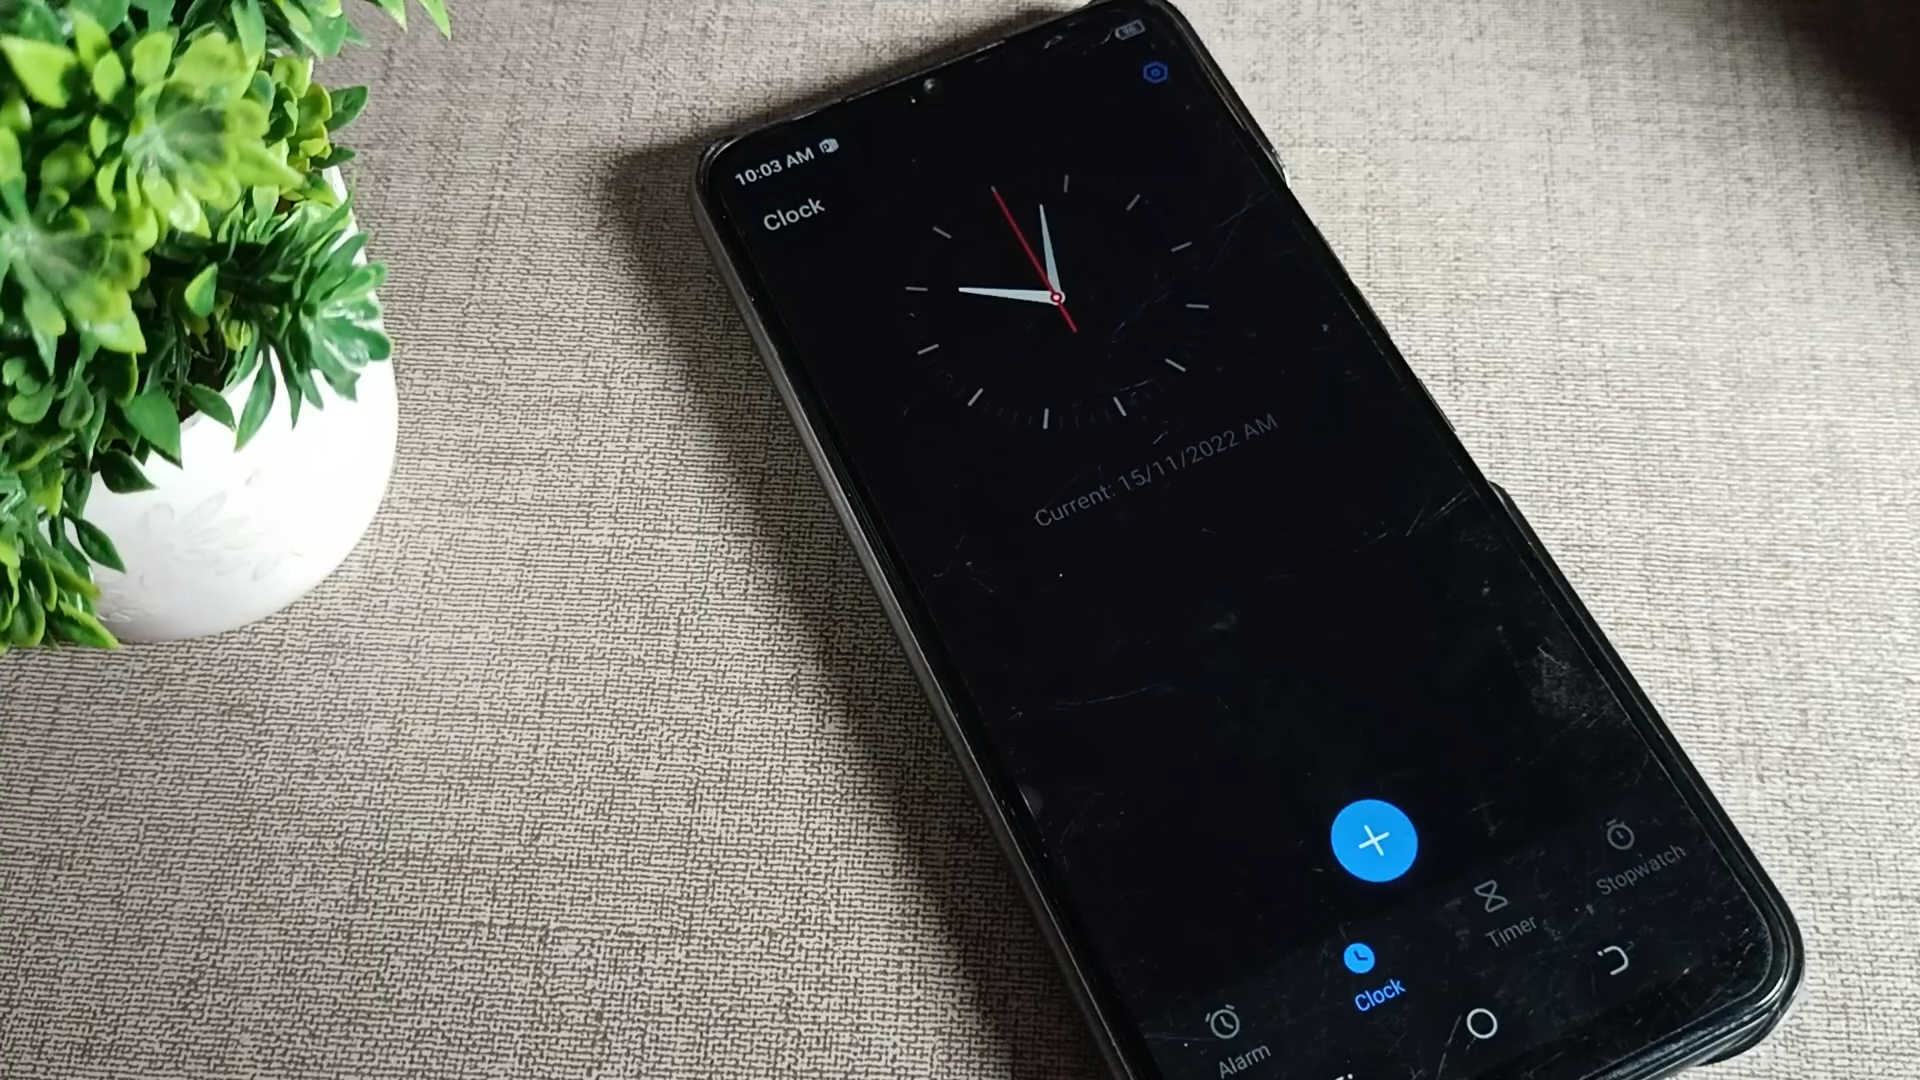 10:03 AM
Clock
Current: 15/11/2022 AM
Alarm
Clock
Timer
Stopwatch